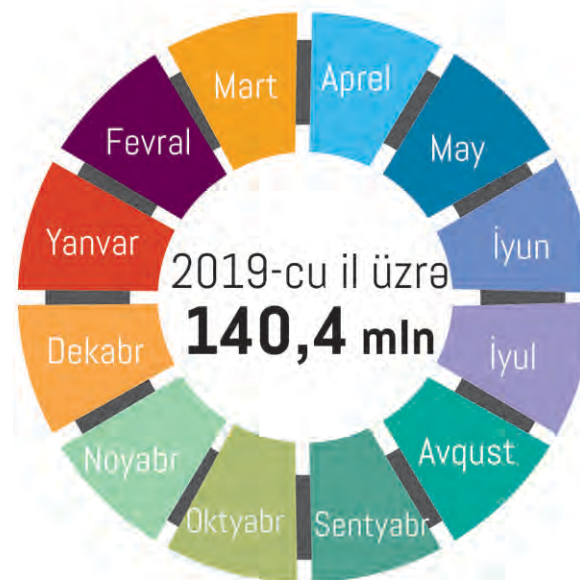 Yanvar
Fevral
Mart
Aprel
May
İyun
İyul
Avqust
Sentyabr
Oktyabr
Noyabr
Dekabr
2019-cu il üzrə
140,4 mln